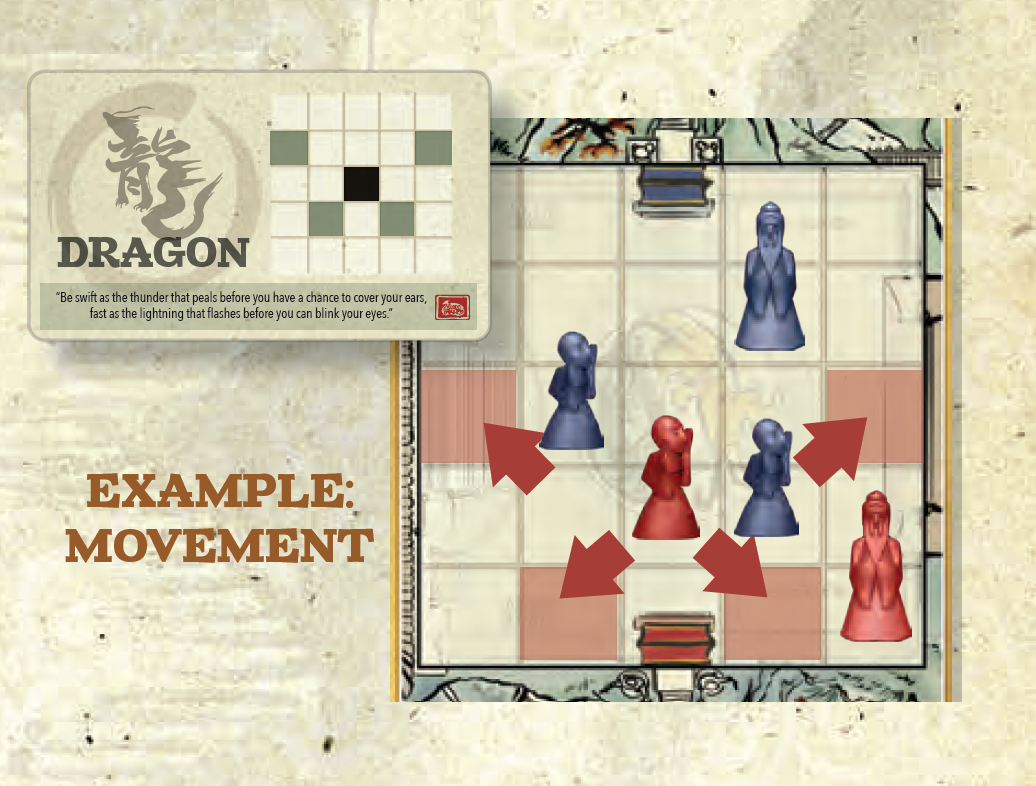 龍
DRAGON
“Be swift as the thunder that peals before you have a chance to cover your ears,
fast as the lightning that flashes before you can blink your eyes.”
EXAMPLE:
MOVEMENT